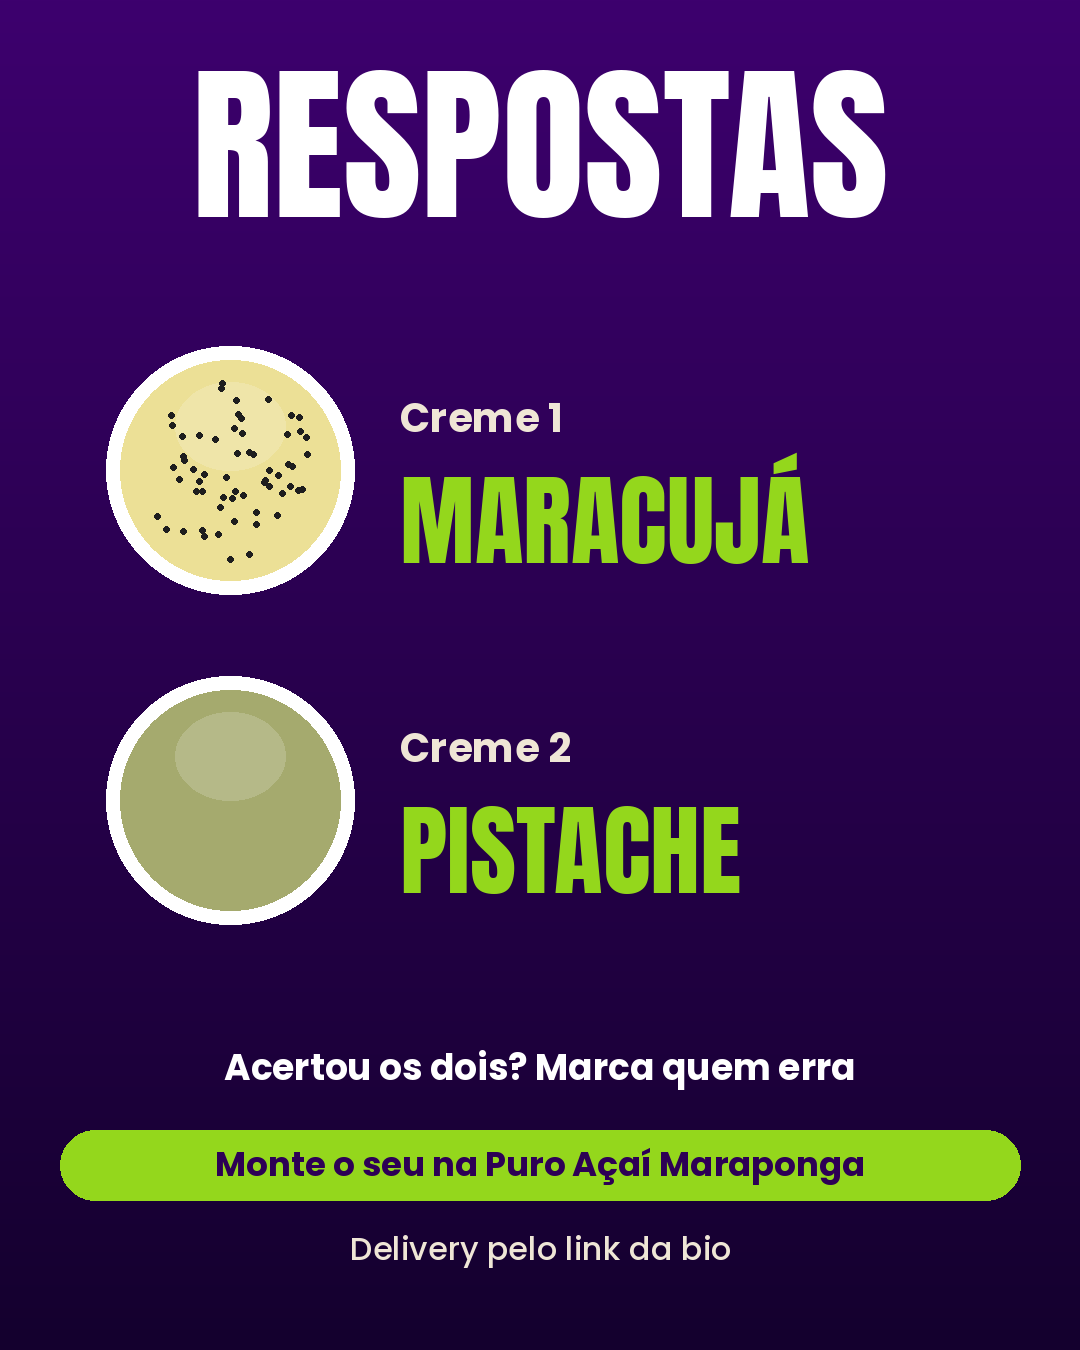 RESPOSTAS
Creme 1
MARACUJÁ
Creme 2
PISTACHE
Acertou os dois? Marca quem erra
Monte o seu na Puro Açaí Maraponga
Delivery pelo link da bio